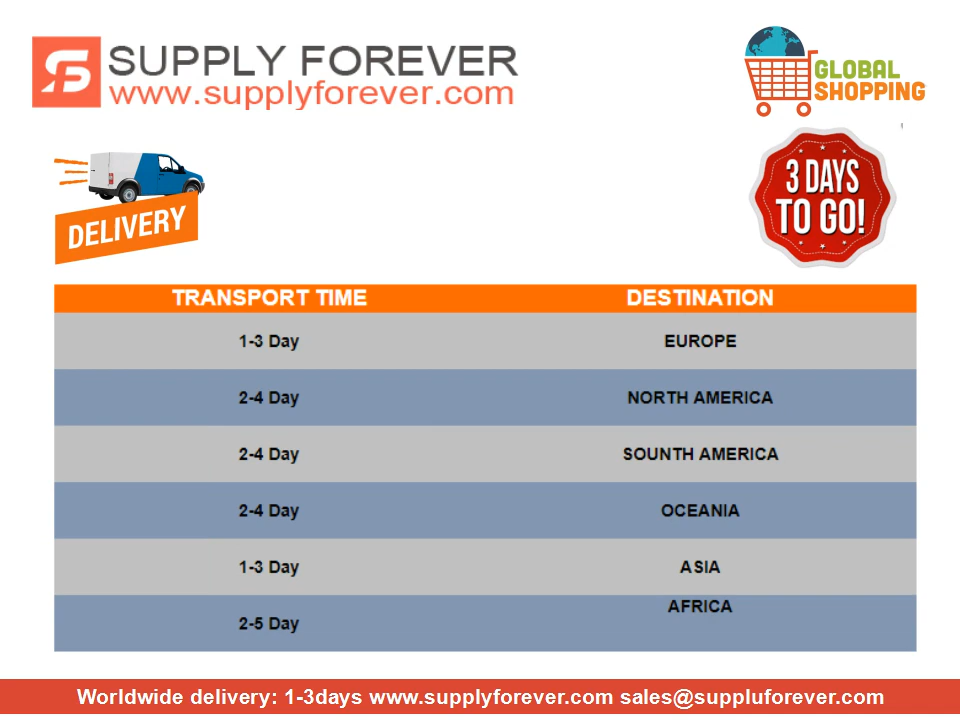 SUPPLY FOREVER
www.supplyforever.com
GLOBAL
SHOPPING
DELIVERY
3 DAYS
TO GO!
TRANSPORT TIME DESTINATION
1-3 Day EUROPE
2-4 Day NORTH AMERICA
2-4 Day SOUNTH AMERICA
2-4 Day OCEANIA
1-3 Day ASIA
2-5 Day AFRICA
Worldwide delivery: 1-3days www.supplyforever.com sales@suppluforever.com